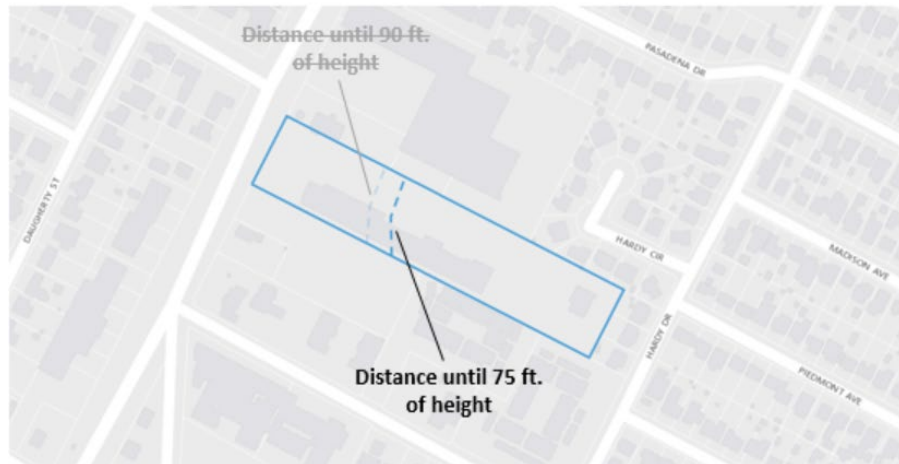 Distance until 90 ft.
of height
PASADENA DR
DAUGHERTY ST
HARDY CIR
MADISON AVE
HARDY DR
PIEDMONT AVE
Distance until 75 ft.
of height